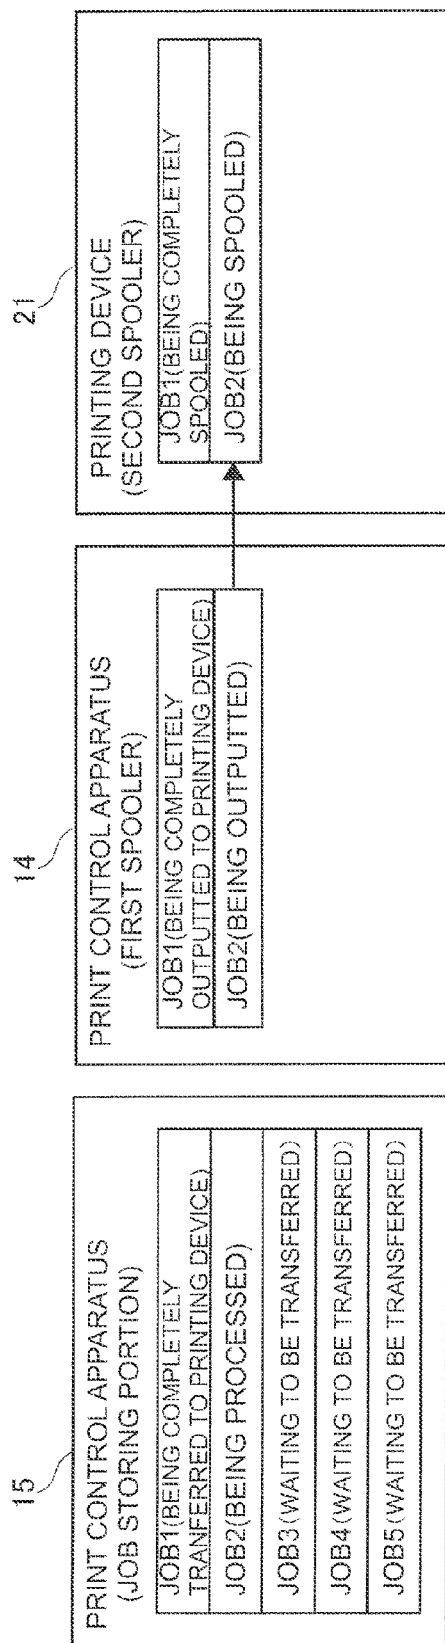 15
PRINT CONTROL APPARATUS
(JOB STORING PORTION)
JOB1(BEING COMPLETELY
TRANFERRED TO PRINTING DEVICE)
JOB2(BEING PROCESSED)
JOB3(WAITING TO BE TRANSFERRED)
JOB4(WAITING TO BE TRANSFERRED)
JOB5(WAITING TO BE TRANSFERRED)
14
PRINT CONTROL APPARATUS
(FIRST SPOOLER)
JOB1(BEING COMPLETELY
OUTPUTTED TO PRINTING DEVICE)
JOB2(BEING OUTPUTTED)
21
PRINTING DEVICE
(SECOND SPOOLER)
JOB1(BEING COMPLETELY
SPOOLED)
JOB2(BEING SPOOLED)